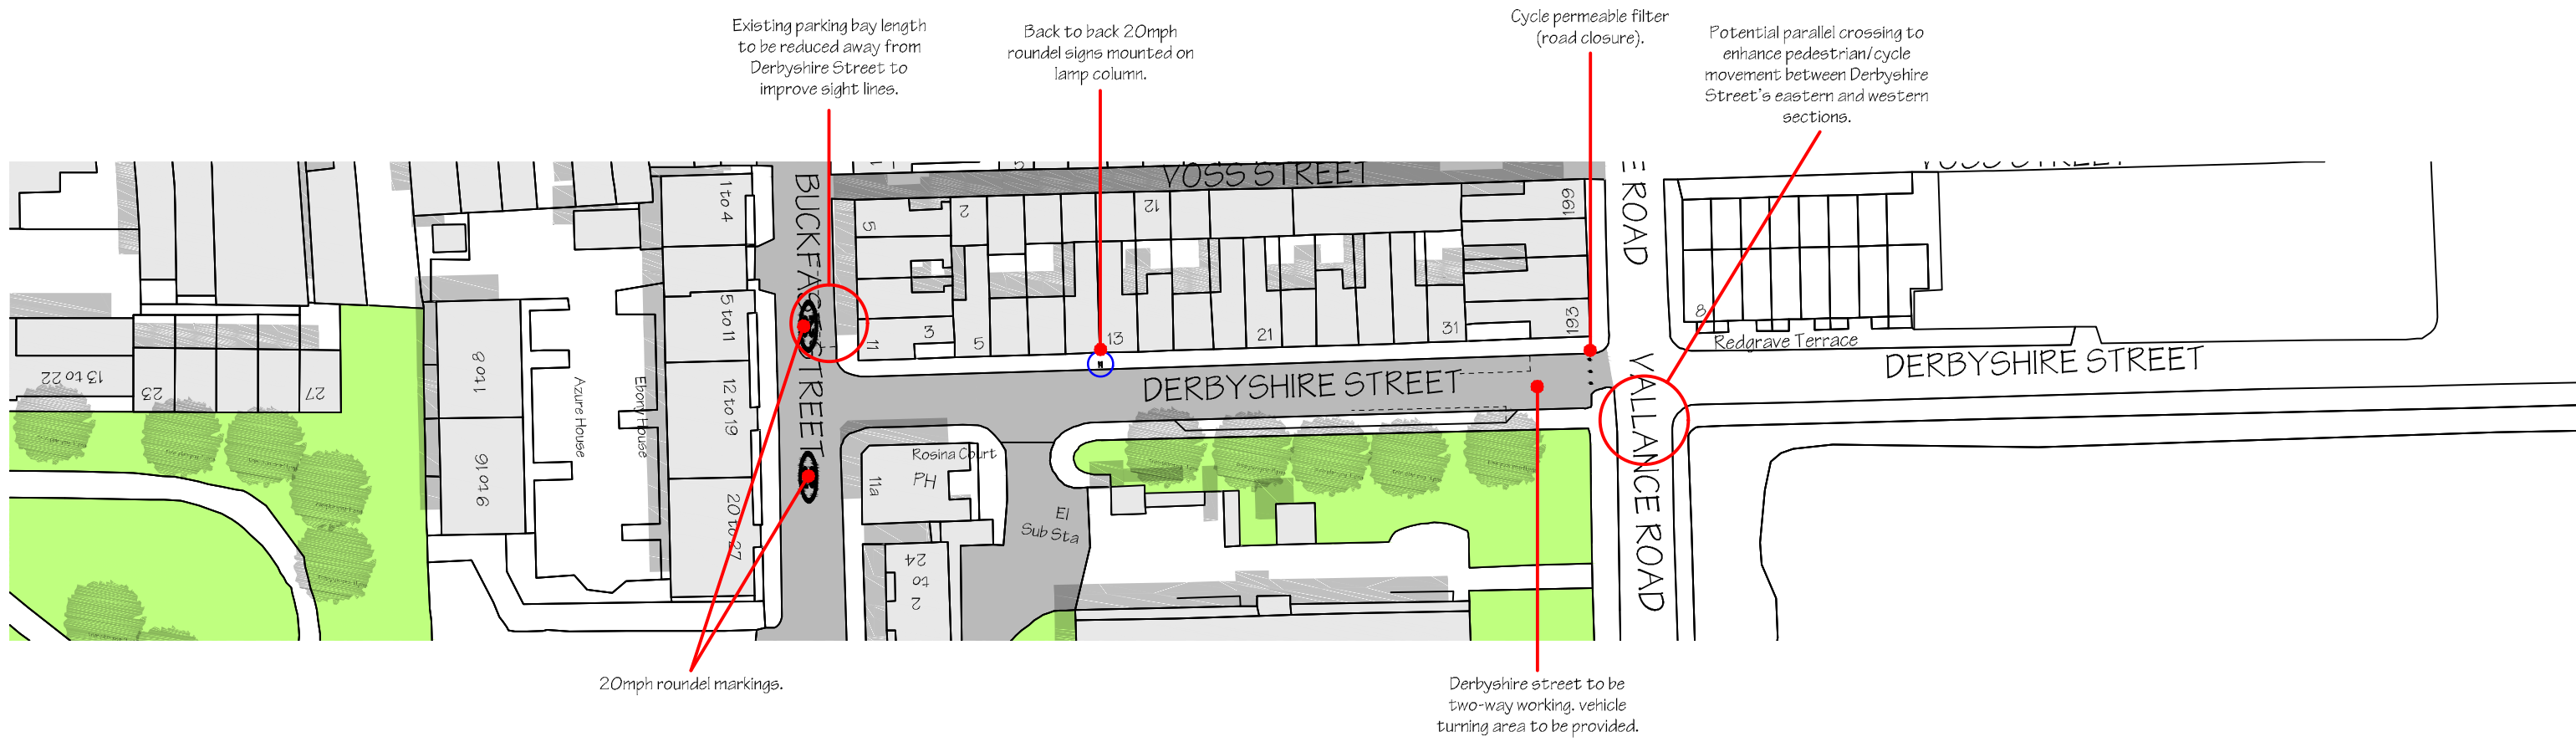 Existing parking bay length
to be reduced away from
Derbyshire Street to
improve sight lines.
Back to back 20mph
roundel signs mounted on
lamp column.
Cycle permeable filter
(road closure).
Potential parallel crossing to
enhance pedestrian/cycle
movement between Derbyshire
Street's eastern and western
sections.
VOSS STREET
VOSS STREET
E ROAD
BUCKFAST STREET
1 to 4
5 to 11
12 to 19
20 to 27
5
2
12
199
193
3
11
5
13
21
31
8
Redgrave Terrace
DERBYSHIRE STREET
DERBYSHIRE STREET
VALLANCE ROAD
13 to 22
23
27
1 to 8
9 to 16
Azure House
Ebony House
Rosina Court
PH
11a
El
Sub Sta
24
to
2
20mph roundel markings.
Derbyshire street to be
two-way working. vehicle
turning area to be provided.